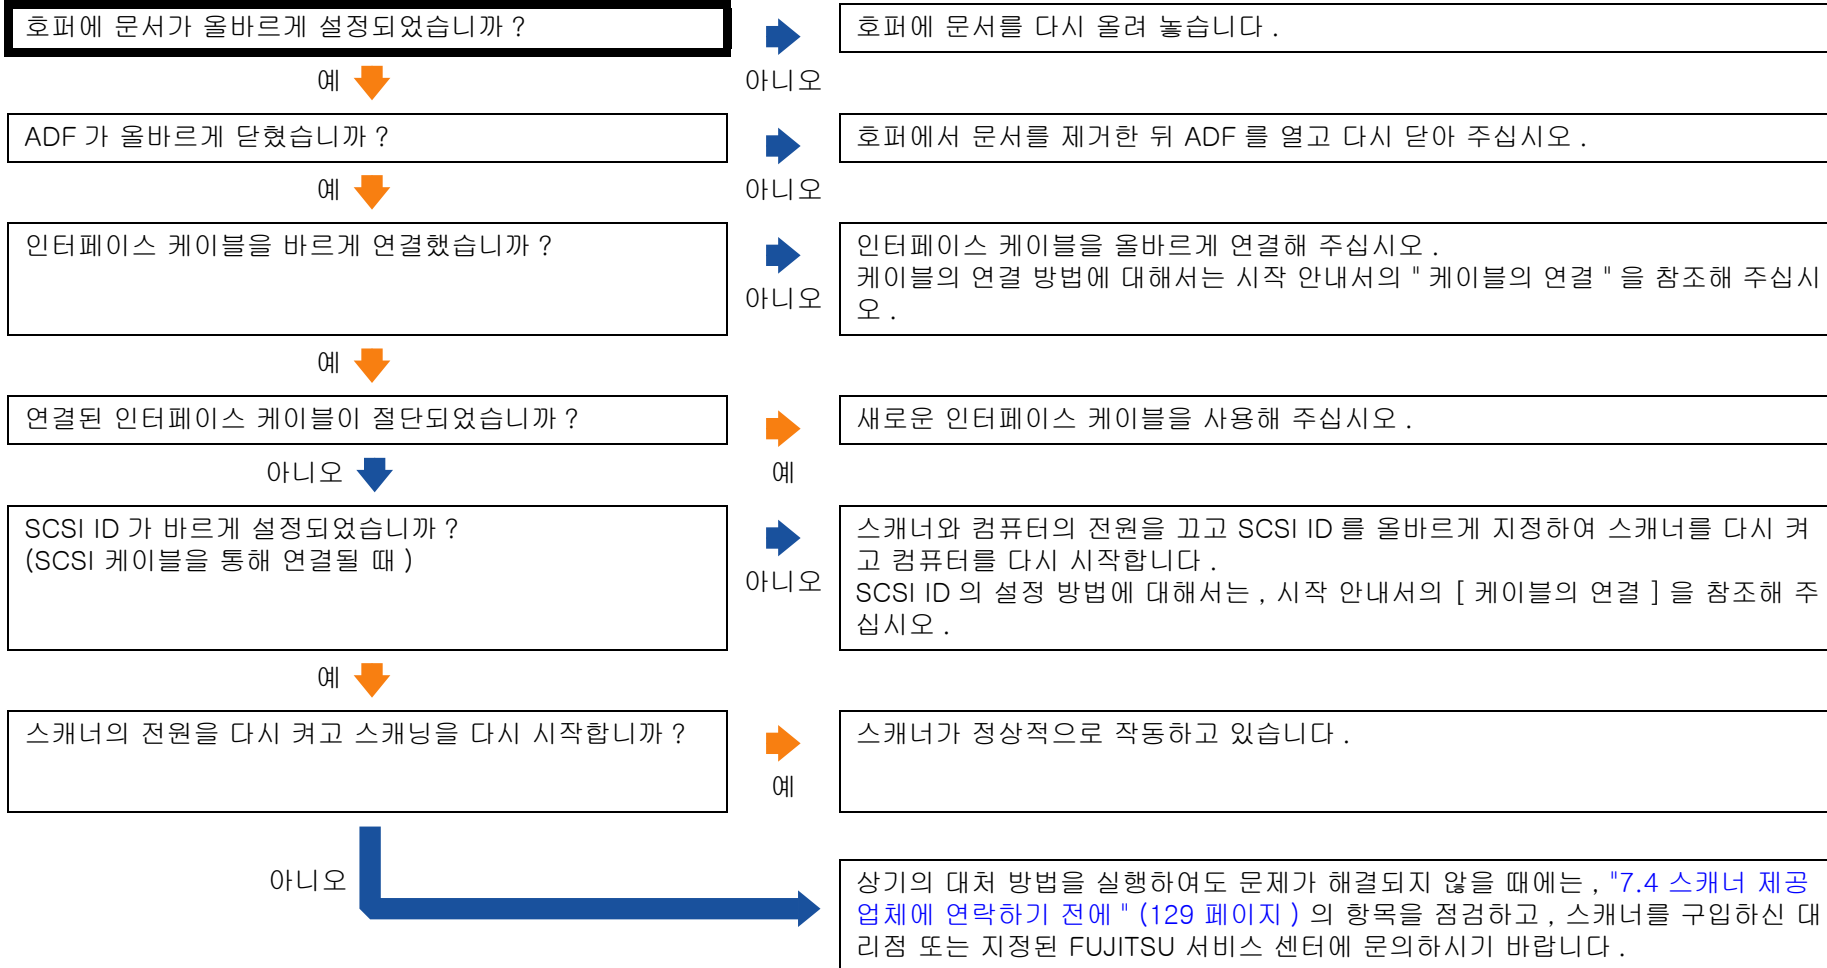 호퍼에 문서가 올바르게 설정되었습니까 ?
호퍼에 문서를 다시 올려 놓습니다 .
예
아니오
ADF 가 올바르게 닫혔습니까 ?
호퍼에서 문서를 제거한 뒤 ADF 를 열고 다시 닫아 주십시오 .
예
아니오
인터페이스 케이블을 바르게 연결했습니까 ?
인터페이스 케이블을 올바르게 연결해 주십시오 .
케이블의 연결 방법에 대해서는 시작 안내서의 " 케이블의 연결 " 을 참조해 주십시
오 .
아니오
예
연결된 인터페이스 케이블이 절단되었습니까 ?
새로운 인터페이스 케이블을 사용해 주십시오 .
아니오
예
SCSI ID 가 바르게 설정되었습니까 ?
(SCSI 케이블을 통해 연결될 때 )
스캐너와 컴퓨터의 전원을 끄고 SCSI ID 를 올바르게 지정하여 스캐너를 다시 켜
고 컴퓨터를 다시 시작합니다 .
SCSI ID 의 설정 방법에 대해서는 , 시작 안내서의 [ 케이블의 연결 ] 을 참조해 주
십시오 .
아니오
예
스캐너의 전원을 다시 켜고 스캐닝을 다시 시작합니까 ?
스캐너가 정상적으로 작동하고 있습니다 .
예
아니오
상기의 대처 방법을 실행하여도 문제가 해결되지 않을 때에는 , "7.4 스캐너 제공
업체에 연락하기 전에 " (129 페이지 ) 의 항목을 점검하고 , 스캐너를 구입하신 대
리점 또는 지정된 FUJITSU 서비스 센터에 문의하시기 바랍니다 .